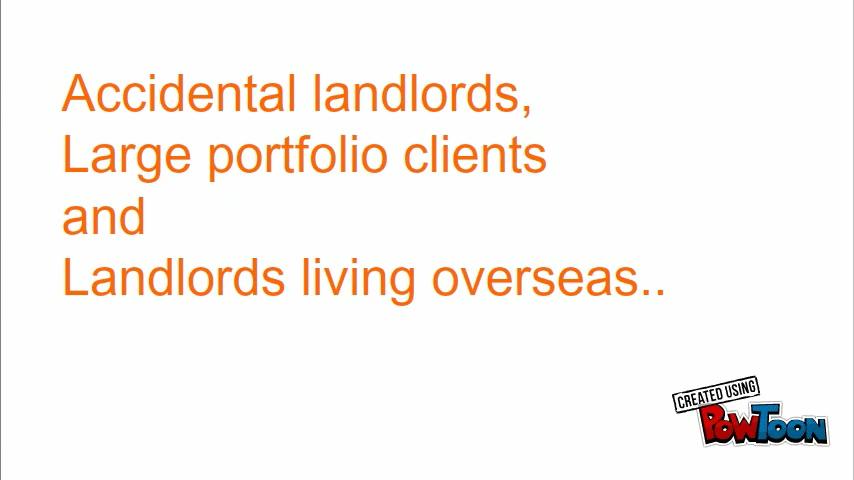 Accidental landlords,
Large portfolio clients
and
Landlords living overseas..
CREATED USING
POWTOON